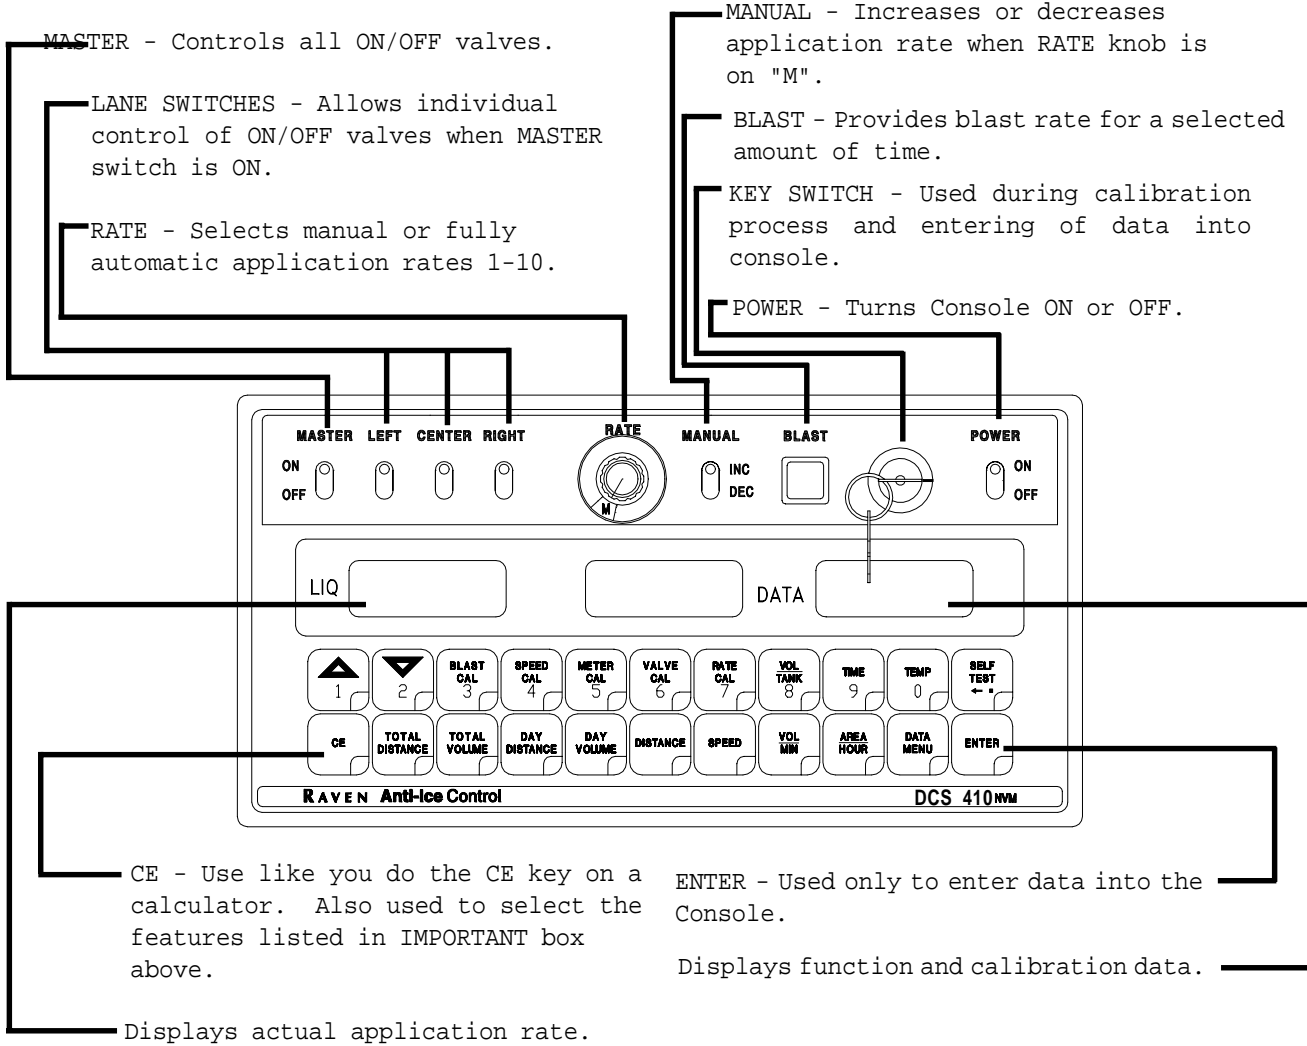 MASTER - Controls all ON/OFF valves.
LANE SWITCHES - Allows individual
control of ON/OFF valves when MASTER
switch is ON.
RATE - Selects manual or fully
automatic application rates 1-10.
MANUAL - Increases or decreases
application rate when RATE knob is
on "M".
BLAST - Provides blast rate for a selected
amount of time.
KEY SWITCH - Used during calibration
process and entering of data into
console.
POWER - Turns Console ON or OFF.
MASTER LEFT CENTER RIGHT RATE MANUAL BLAST POWER
ON
OFF
M
INC
DEC
ON
OFF
LIQ
DATA
1
2
BLAST
CAL
3
SPEED
CAL
4
METER
CAL
5
VALVE
CAL
6
RATE
CAL
7
VOL
TANK
8
TIME
9
TEMP
0
SELF
TEST
← ▪
CE
TOTAL
DISTANCE
TOTAL
VOLUME
DAY
DISTANCE
DAY
VOLUME
DISTANCE
SPEED
VOL
MIN
AREA
HOUR
DATA
MENU
ENTER
RAVEN Anti-Ice Control
DCS 410 NVM
CE - Use like you do the CE key on a
calculator. Also used to select the
features listed in IMPORTANT box
above.
ENTER - Used only to enter data into the
Console.
Displays function and calibration data.
Displays actual application rate.